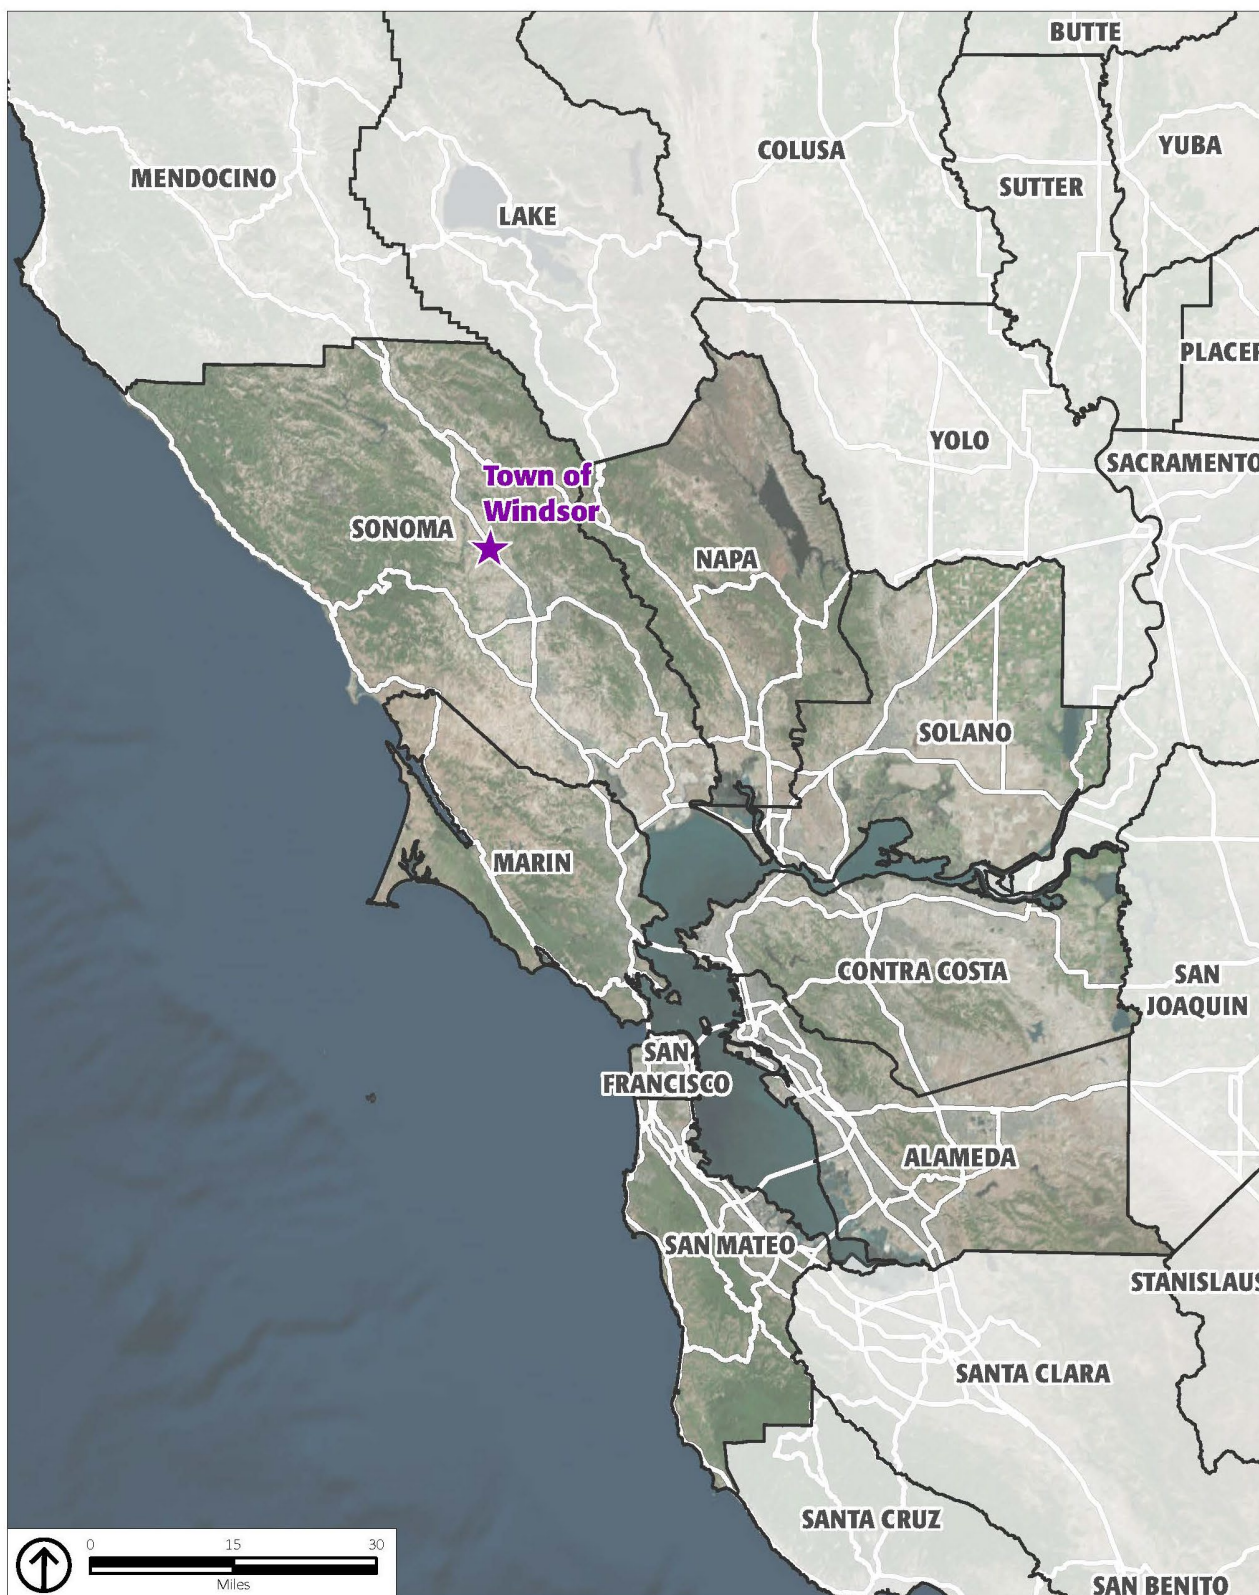 BUTTE
YUBA
COLUSA
MENDOCINO
SUTTER
LAKE
PLACER
YOLO
SACRAMENTO
Town of
Windsor
SONOMA
NAPA
SOLANO
MARIN
CONTRA COSTA
SAN
JOAQUIN
SAN
FRANCISCO
ALAMEDA
SAN MATEO
STANISLAUS
SANTA CLARA
SANTA CRUZ
SAN BENITO
0 15 30
Miles